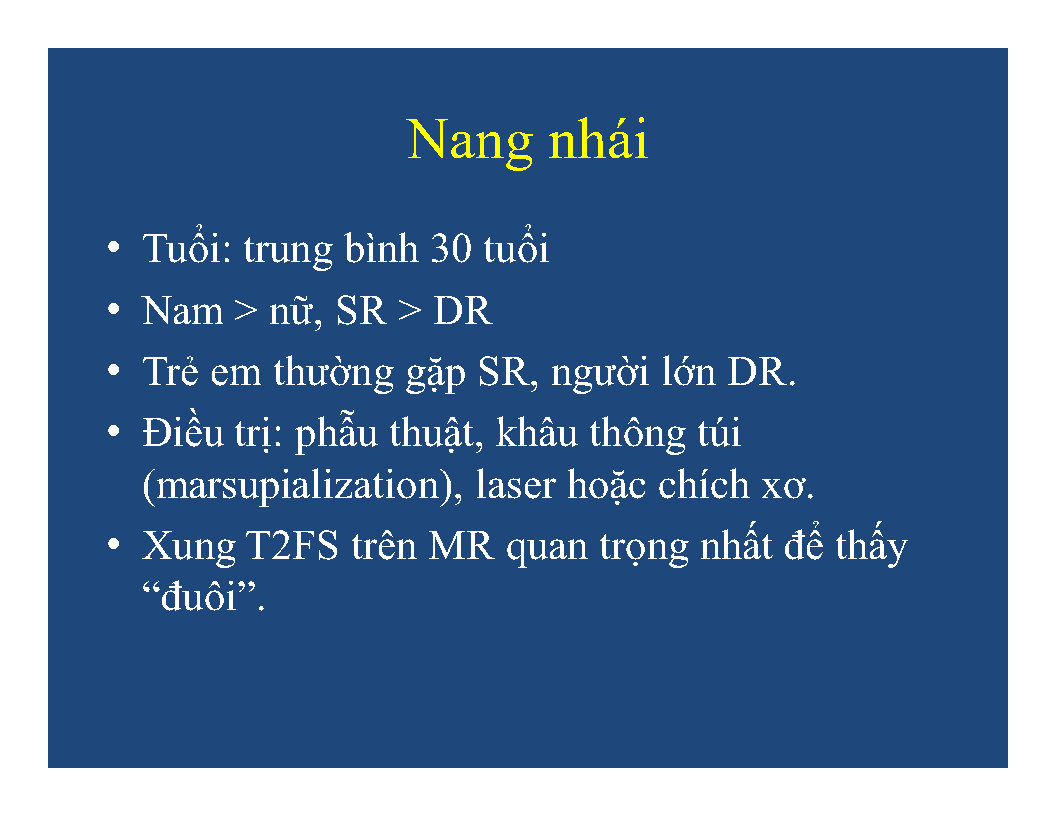 Nang nhái
• Tuổi: trung bình 30 tuổi
• Nam > nữ, SR > DR
• Trẻ em thường gặp SR, người lớn DR.
• Điều trị: phẫu thuật, khâu thông túi
(marsupialization), laser hoặc chích xơ.
• Xung T2FS trên MR quan trọng nhất để thấy
“đuôi”.